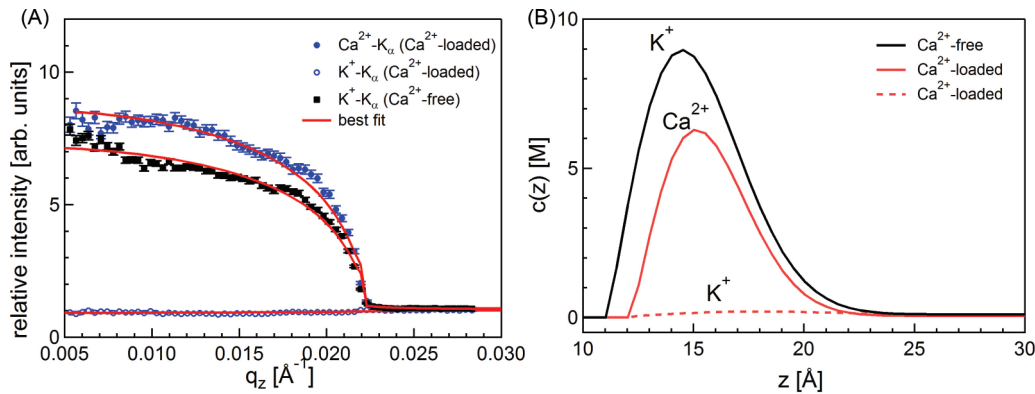 (A)
relative intensity [arb. units]
10
5
0
Ca²⁺-Kα (Ca²⁺-loaded)
K⁺-Kα (Ca²⁺-loaded)
K⁺-Kα (Ca²⁺-free)
best fit
0.005 0.010 0.015 0.020 0.025 0.030
q_z [Å⁻¹]
(B)
c(z) [M]
10
5
0
K⁺
Ca²⁺
K⁺
Ca²⁺-free
Ca²⁺-loaded
Ca²⁺-loaded
10 15 20 25 30
z [Å]